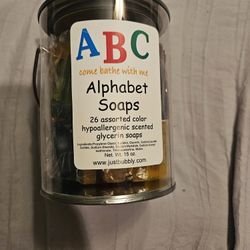 ABC
come bathe with me
Alphabet
Soaps
26 assorted color
hypoallergenic scented
glycerin soaps
Net Wt. 15 oz.
www.justbubbly.com